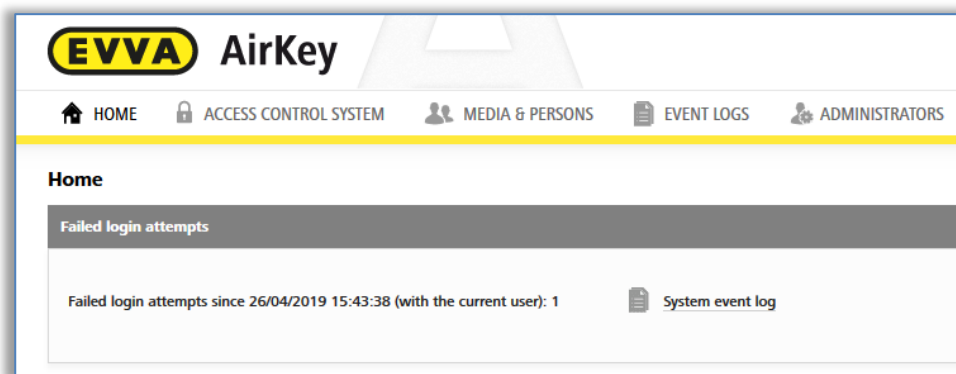 EVVA AirKey
HOME ACCESS CONTROL SYSTEM MEDIA & PERSONS EVENT LOGS ADMINISTRATORS
Home
Failed login attempts
Failed login attempts since 26/04/2019 15:43:38 (with the current user): 1 System event log